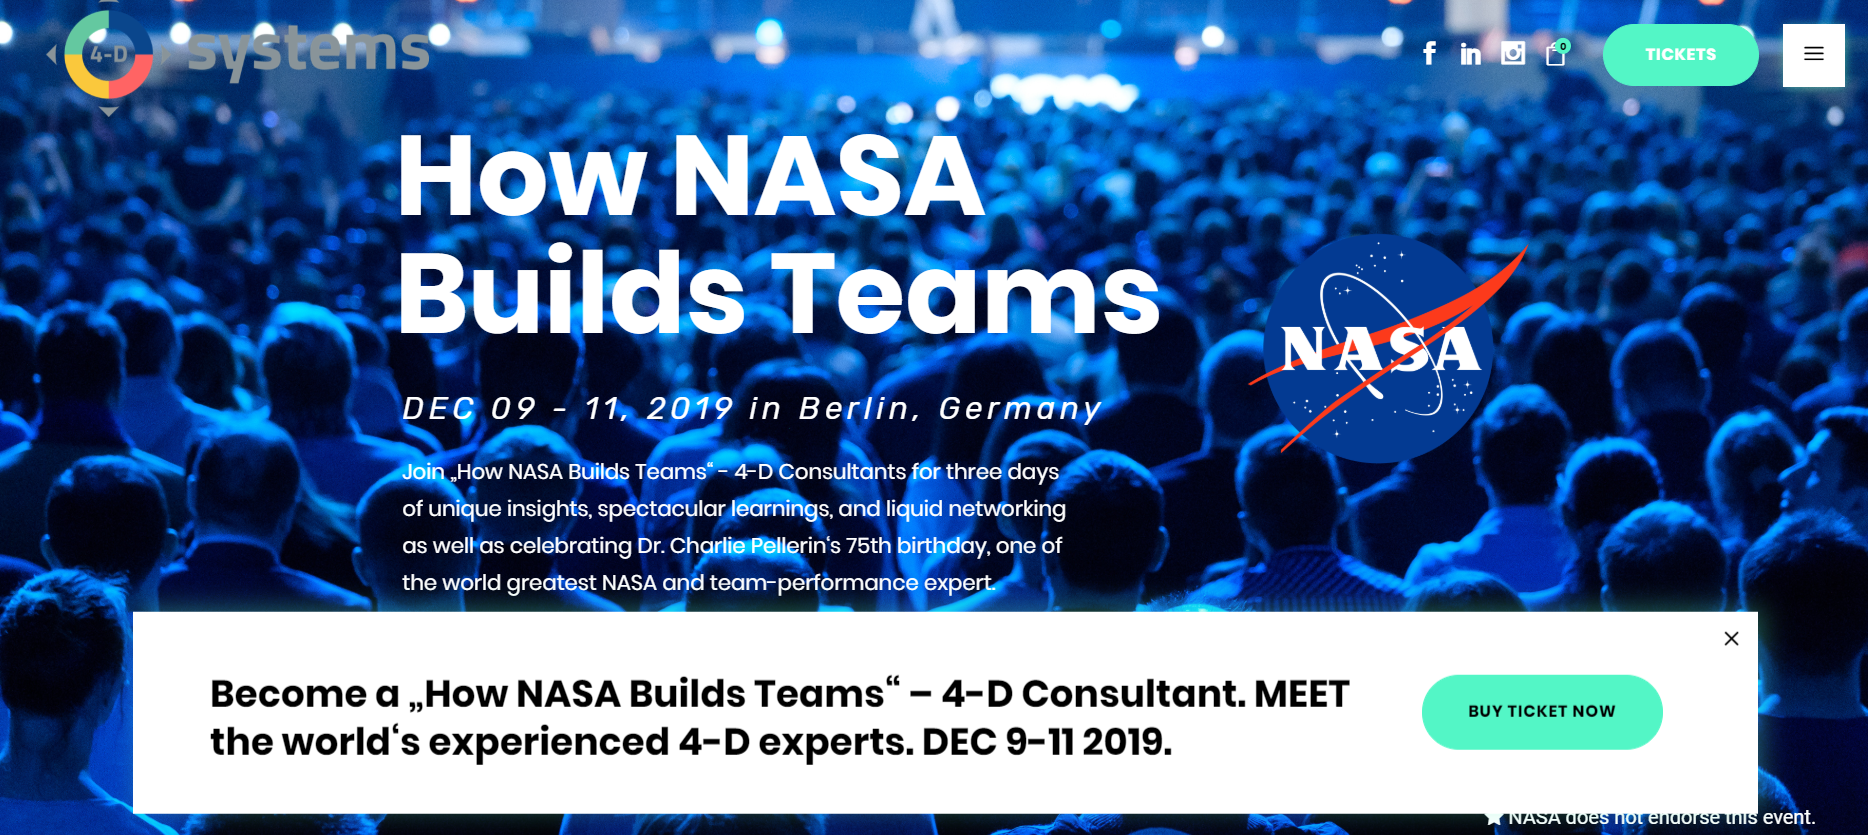 4-D systems
0
TICKETS
How NASA
Builds Teams
NASA
DEC 09 - 11, 2019 in Berlin, Germany
Join „How NASA Builds Teams“ - 4-D Consultants for three days
of unique insights, spectacular learnings, and liquid networking
as well as celebrating Dr. Charlie Pellerin‘s 75th birthday, one of
the world greatest NASA and team-performance expert.
Become a „How NASA Builds Teams“ – 4-D Consultant. MEET
the world‘s experienced 4-D experts. DEC 9-11 2019.
BUY TICKET NOW
NASA does not endorse this event.